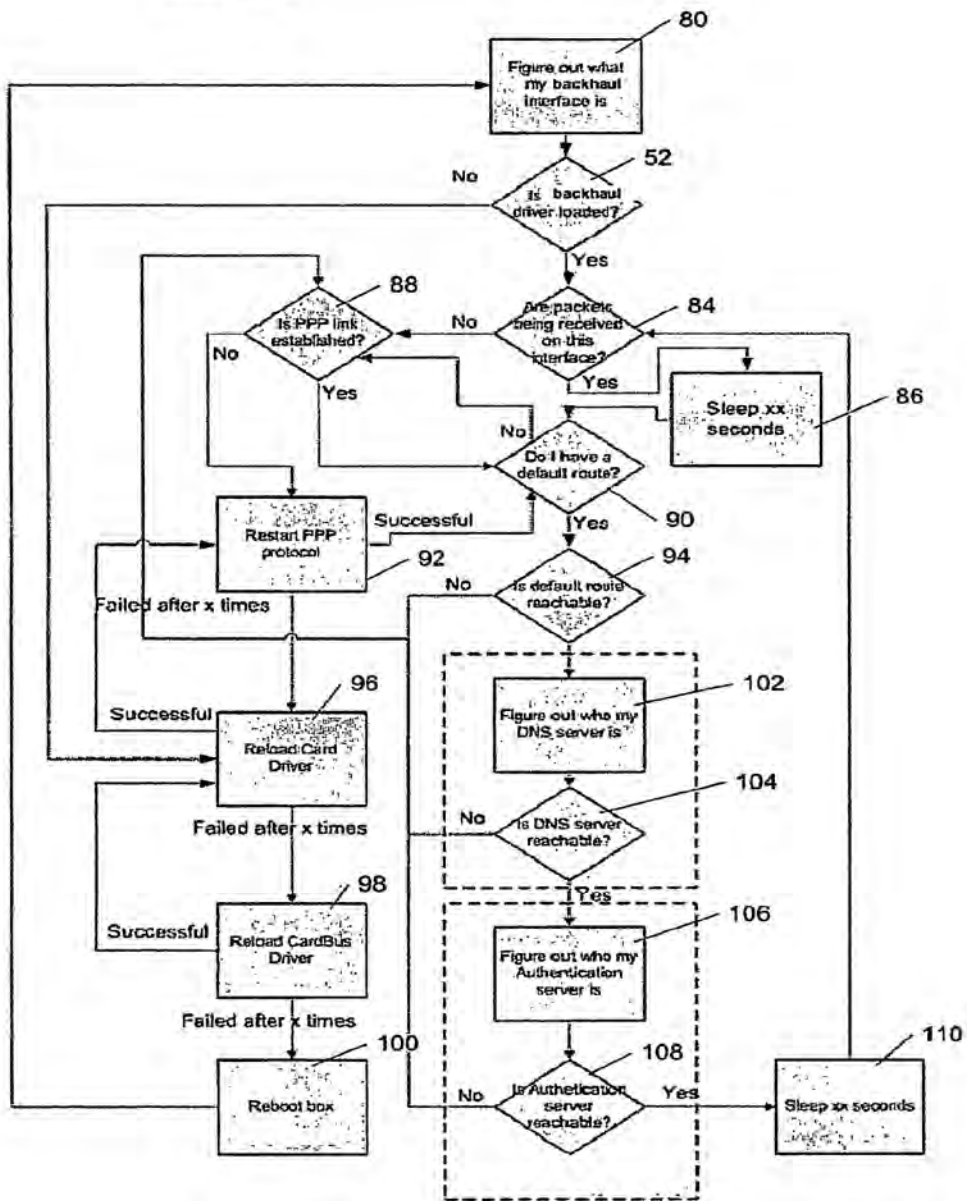 80
Figure out what
my backhaul
interface is
52
No
Is backhaul
driver loaded?
Yes
88
Is PPP link
established?
No
Are packets
being received
on this
interface?
84
No
Yes
Yes
Sleep xx
seconds
86
No
Do I have a
default route?
90
Restart PPP
protocol
Successful
92
Yes
94
No
Is default route
reachable?
Failed after x times
102
Figure out who my
DNS server is
96
Successful
Reload Card
Driver
104
No
Is DNS server
reachable?
Failed after x times
Yes
98
106
Successful
Reload CardBus
Driver
Figure out who my
Authentication
server is
Failed after x times
100
108
110
Reboot box
No
Is Authetication
server
reachable?
Yes
Sleep xx seconds